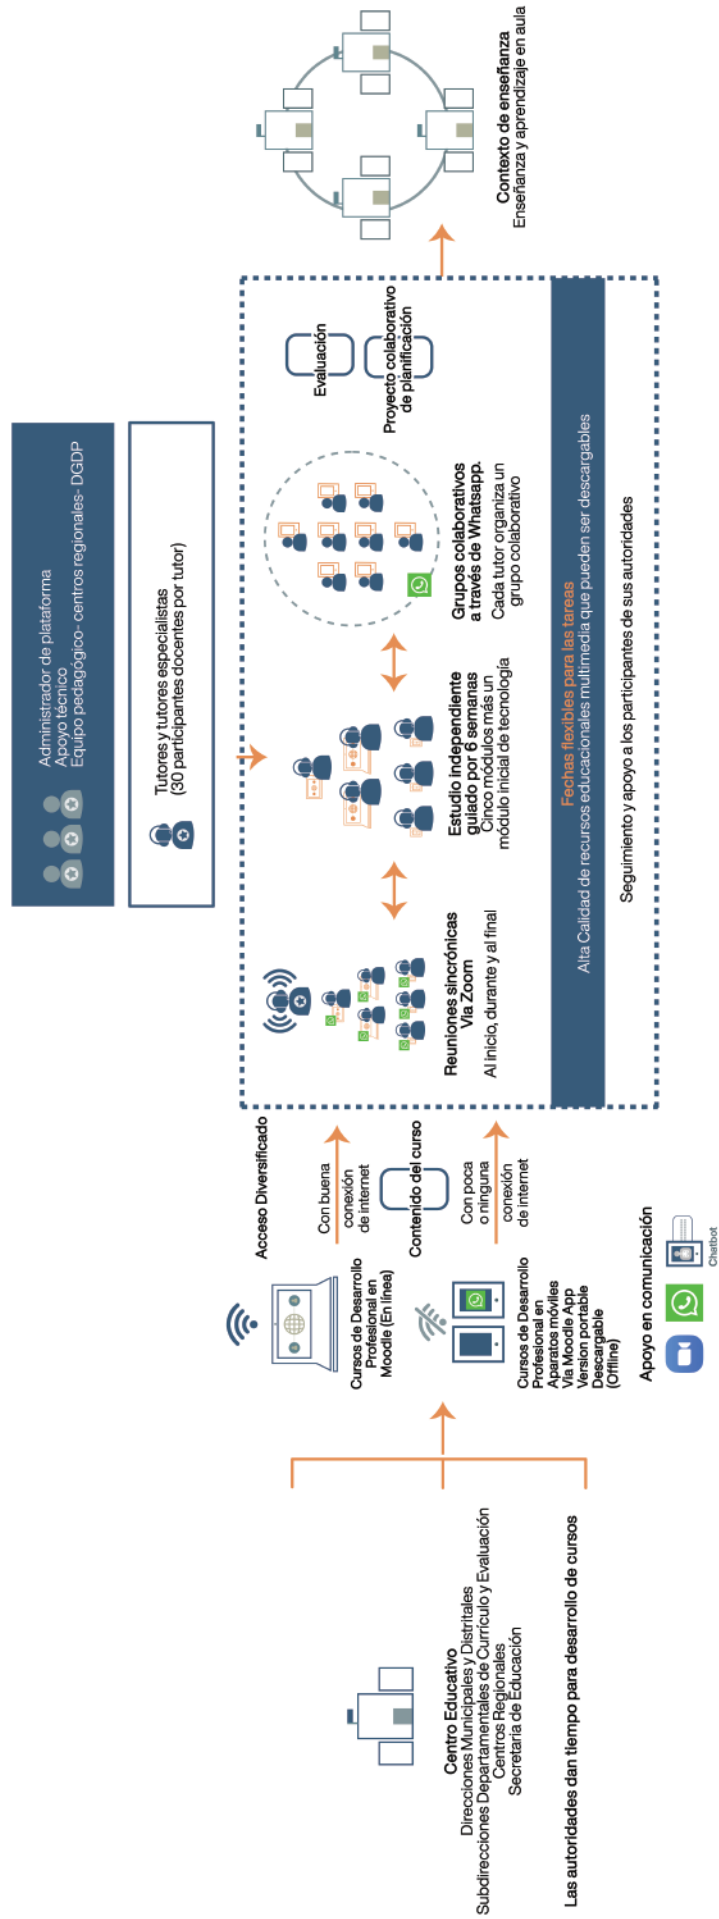 Centro Educativo
Direcciones Municipales y Distritales
Subdirecciones Departamentales de Currículo y Evaluación
Centros Regionales
Secretaria de Educación
Las autoridades dan tiempo para desarrollo de cursos
Acceso Diversificado
Cursos de Desarrollo
Profesional en
Moodle (En línea)
Con buena
conexión
de internet
Contenido del curso
Cursos de Desarrollo
Profesional en
Aparatos móviles
Vía Moodle App
Version portable
Descargable
(Offline)
Con poca
o ninguna
conexión
de internet
Apoyo en comunicación
Chatbot
Administrador de plataforma
Apoyo técnico
Equipo pedagógico- centros regionales- DGDP
Tutores y tutores especialistas
(30 participantes docentes por tutor)
Reuniones sincrónicas
Vía Zoom
Al inicio, durante y al final
Estudio independiente
guiado por 6 semanas
Cinco módulos más un
módulo inicial de tecnología
Grupos colaborativos
a través de Whatsapp.
Cada tutor organiza un
grupo colaborativo
Evaluación
Proyecto colaborativo
de planificación
Fechas flexibles para las tareas
Alta Calidad de recursos educacionales multimedia que pueden ser descargables
Seguimiento y apoyo a los participantes de sus autoridades
Contexto de enseñanza
Enseñanza y aprendizaje en aula